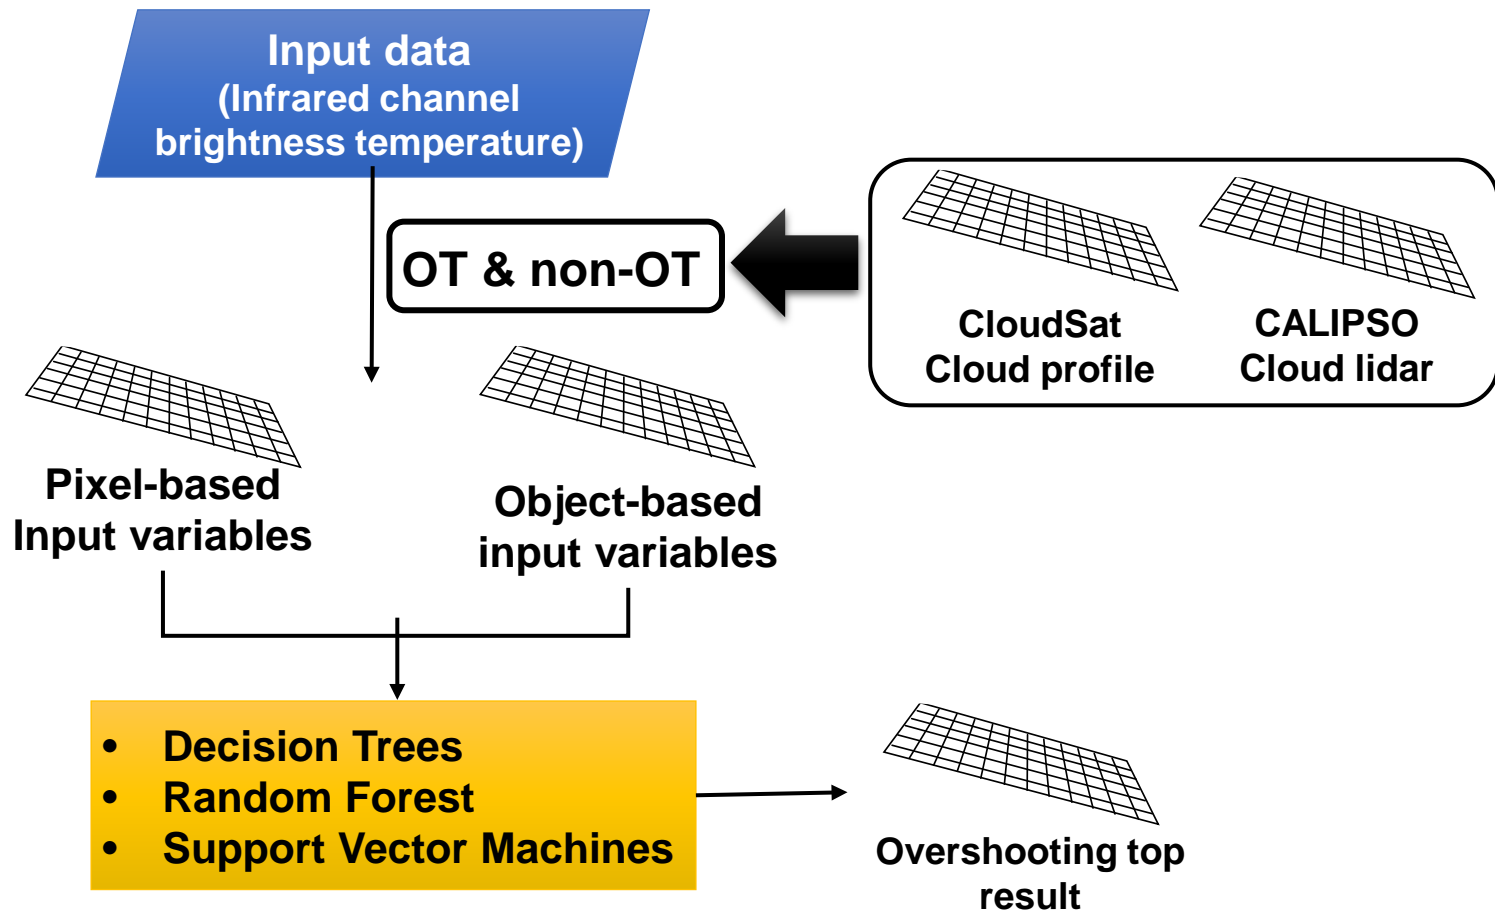 Input data
(Infrared channel
brightness temperature)
OT & non-OT
CloudSat
Cloud profile
CALIPSO
Cloud lidar
Pixel-based
Input variables
Object-based
input variables
• Decision Trees
• Random Forest
• Support Vector Machines
Overshooting top
result